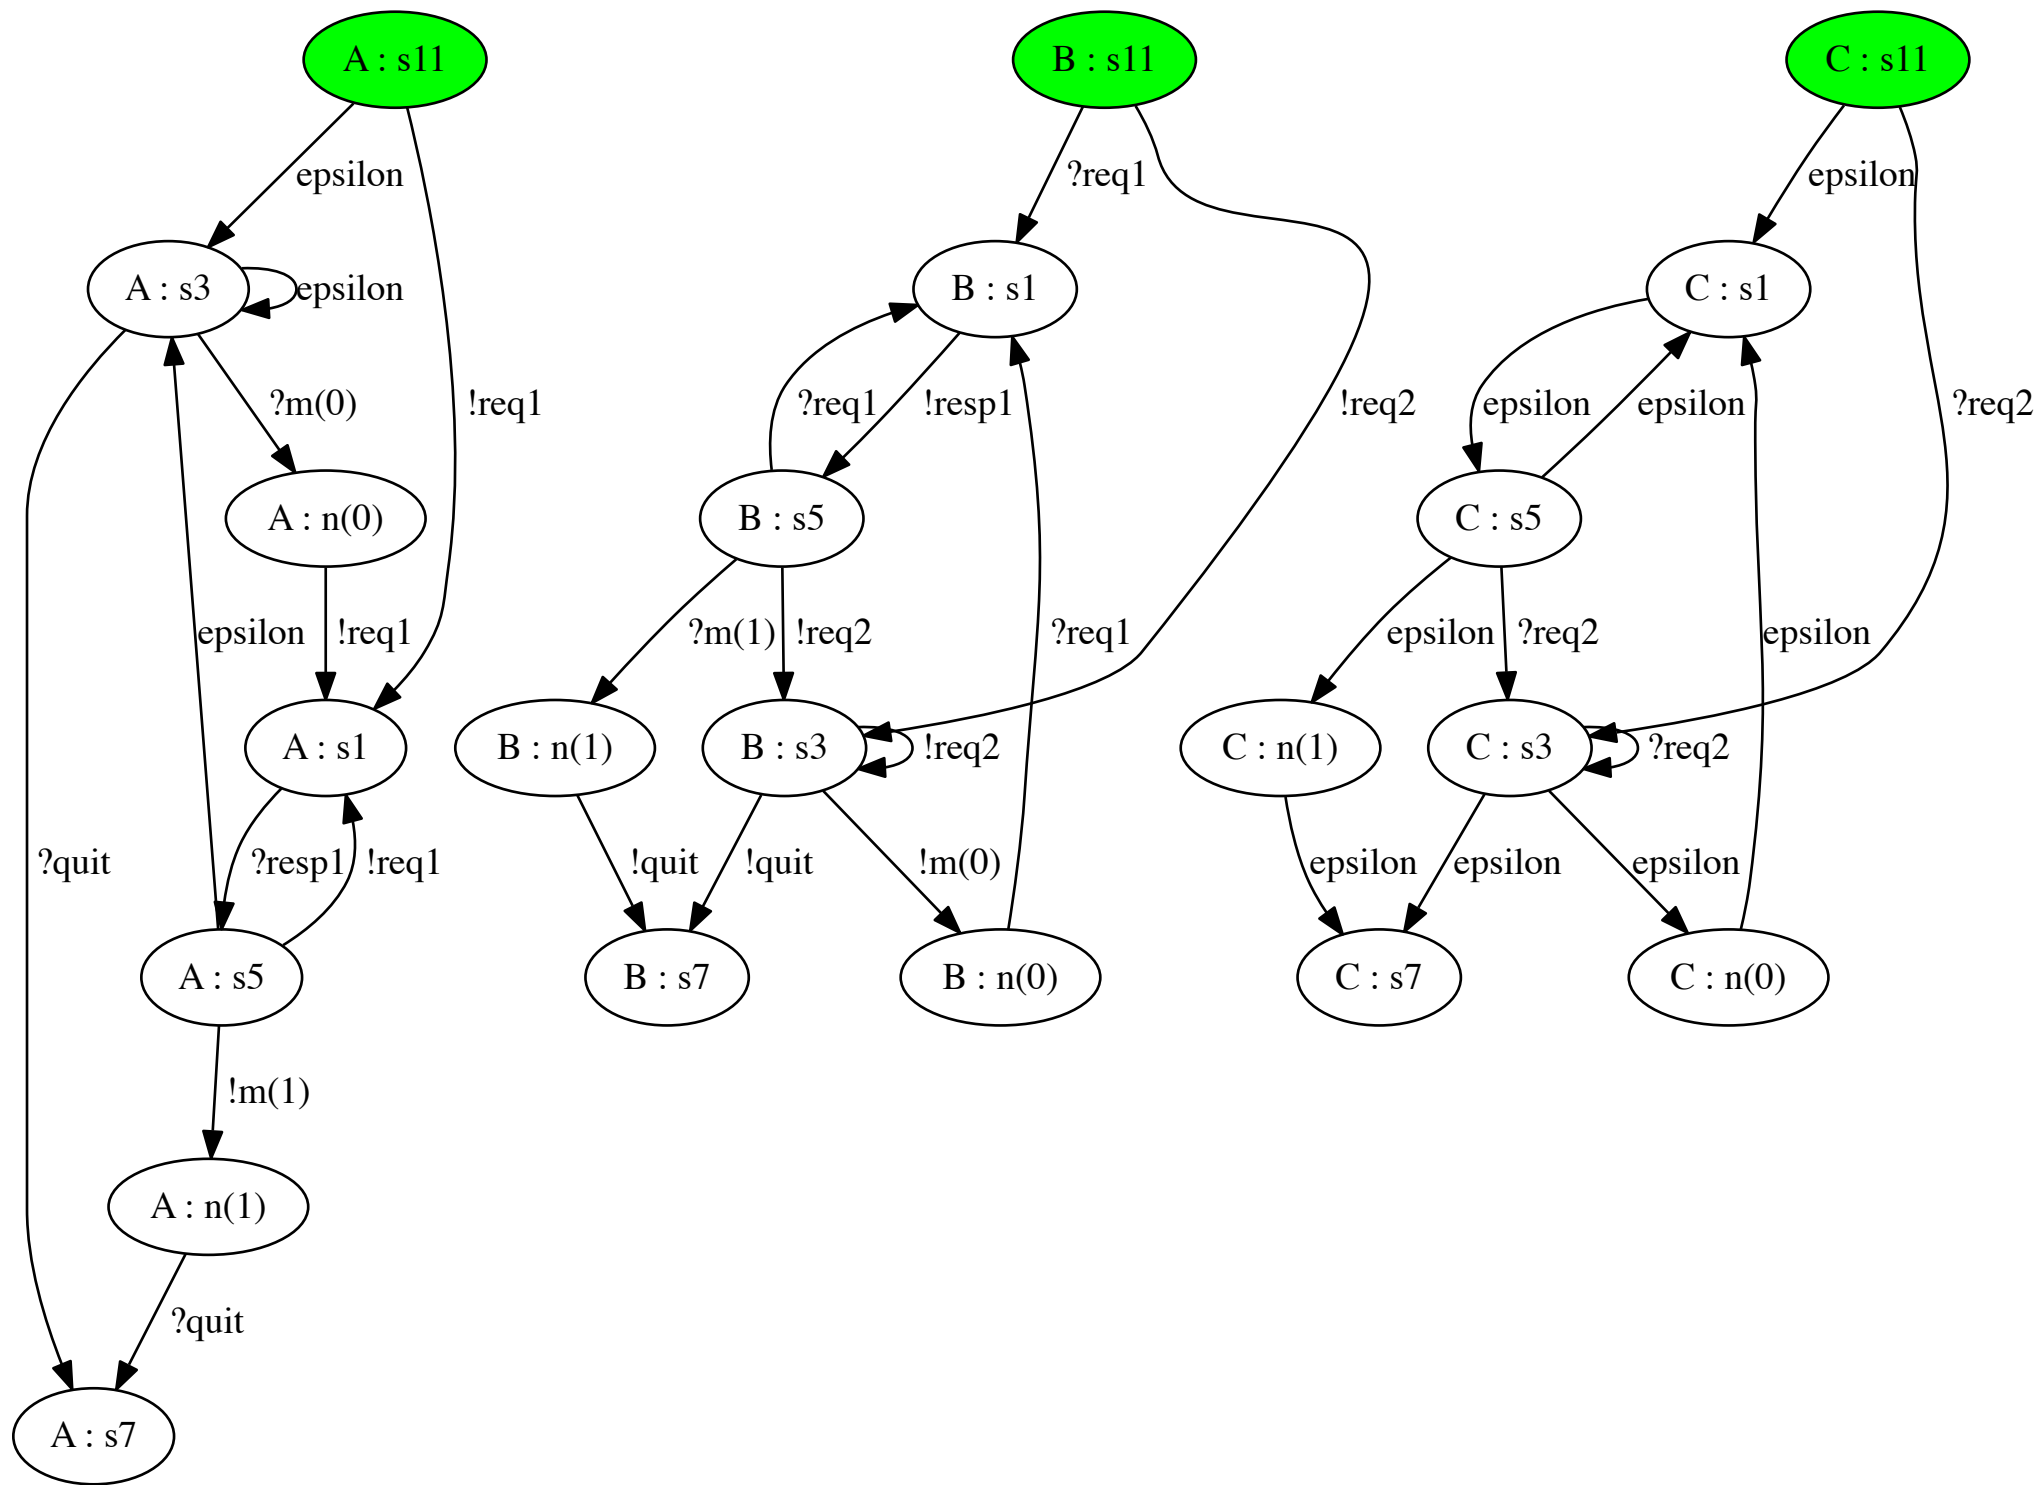 A : s11
B : s11
C : s11
epsilon
?req1
epsilon
A : s3
epsilon
B : s1
C : s1
?m(0)
!req1
?req1
!resp1
!req2
epsilon
epsilon
?req2
A : n(0)
B : s5
C : s5
epsilon
!req1
?m(1)
!req2
?req1
epsilon
?req2
epsilon
A : s1
B : n(1)
B : s3
!req2
C : n(1)
C : s3
?req2
?quit
?resp1
!req1
!quit
!quit
!m(0)
epsilon
epsilon
epsilon
A : s5
B : s7
B : n(0)
C : s7
C : n(0)
!m(1)
A : n(1)
?quit
A : s7